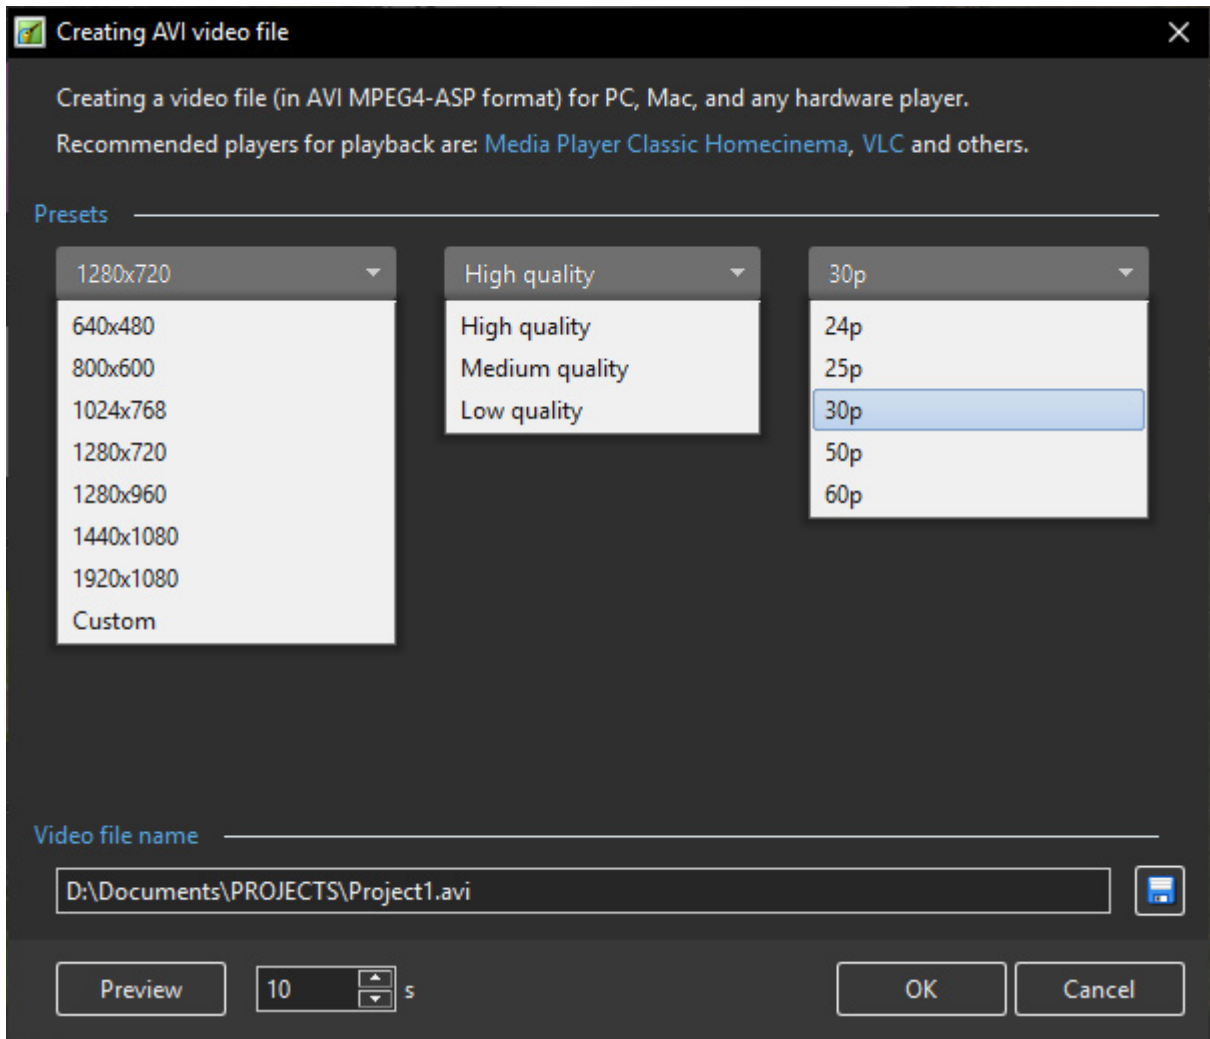 Creating AVI video file
Creating a video file (in AVI MPEG4-ASP format) for PC, Mac, and any hardware player.
Recommended players for playback are: Media Player Classic Homecinema, VLC and others.
Presets
1280x720
640x480
800x600
1024x768
1280x720
1280x960
1440x1080
1920x1080
Custom
High quality
High quality
Medium quality
Low quality
30p
24p
25p
30p
50p
60p
Video file name
D:\Documents\PROJECTS\Project1.avi
Preview 10 s OK Cancel